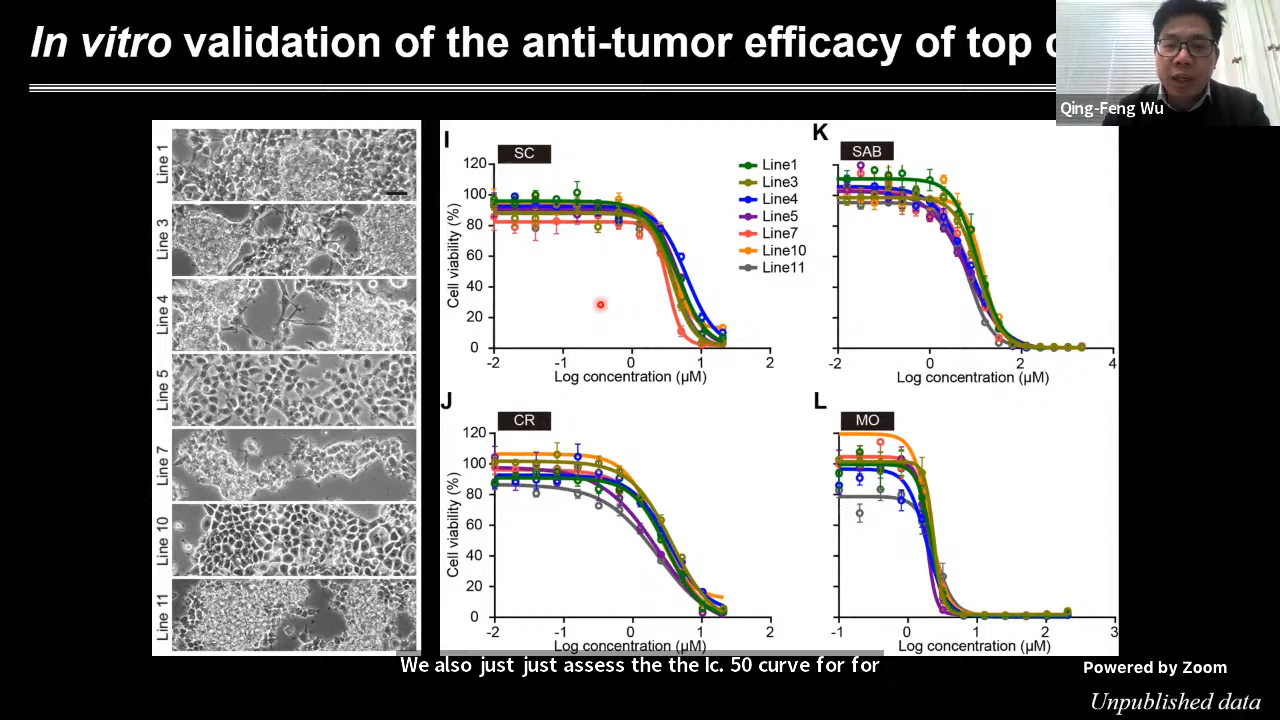 In vitro validation of the anti-tumor efficacy of top
Qing-Feng Wu
Line 1
Line 3
Line 4
Line 5
Line 7
Line 10
Line 11
I
SC
120
100
80
60
40
20
0
Cell viability (%)
-2 -1 0 1 2
Log concentration (µM)
Line1
Line3
Line4
Line5
Line7
Line10
Line11
K
SAB
-2 0 2 4
Log concentration (µM)
J
CR
120
100
80
60
40
20
0
Cell viability (%)
-2 -1 0 1 2
Log concentration (µM)
L
MO
-1 0 1 2 3
Log concentration (µM)
We also just just assess the the Ic. 50 curve for for
Powered by Zoom
Unpublished data